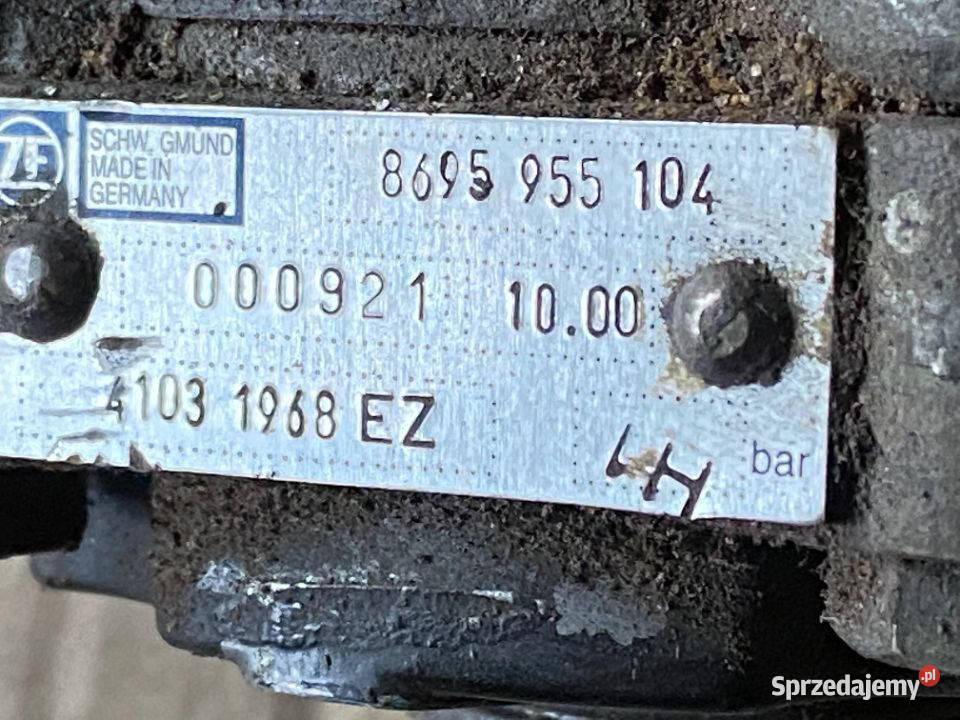 ZF
SCHW. GMUND
MADE IN
GERMANY
8695 955 104
000921 10.00
4103 1968 EZ
bar
Sprzedajemy.pl